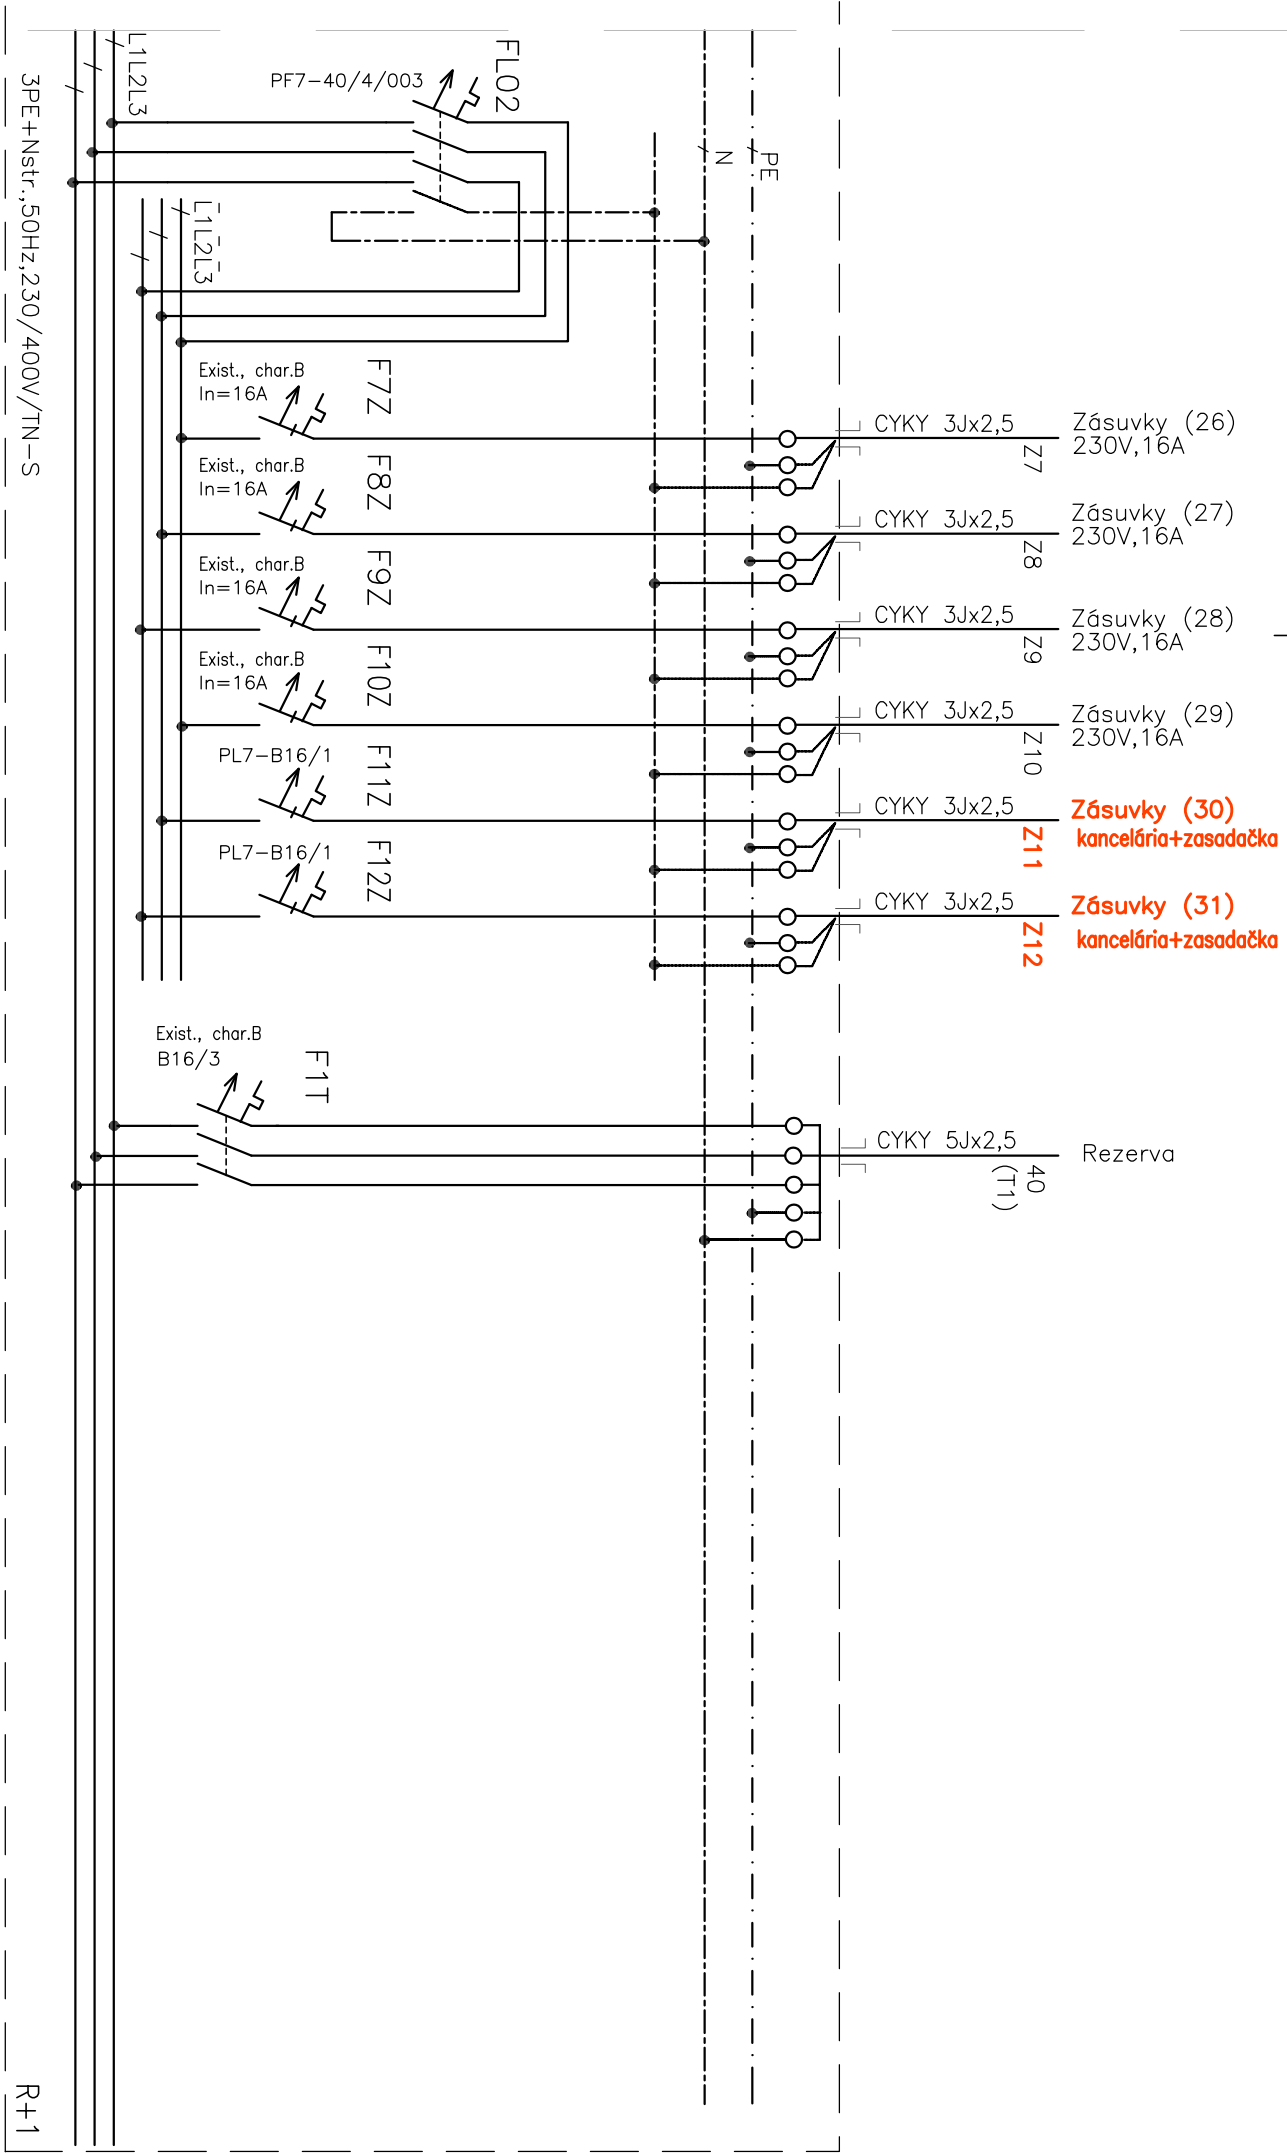 3PE+Nstr.,50Hz,230/400V/TN-S
L1L2L3
PF7-40/4/003
FL02
N
PE
L1L2L3
Exist., char.B
In=16A
F7Z
CYKY 3Jx2,5
Z7
Zásuvky (26)
230V,16A
Exist., char.B
In=16A
F8Z
CYKY 3Jx2,5
Z8
Zásuvky (27)
230V,16A
Exist., char.B
In=16A
F9Z
CYKY 3Jx2,5
Z9
Zásuvky (28)
230V,16A
Exist., char.B
In=16A
F10Z
CYKY 3Jx2,5
Z10
Zásuvky (29)
230V,16A
PL7-B16/1
F11Z
CYKY 3Jx2,5
Z11
Zásuvky (30)
kancelária+zasadačka
PL7-B16/1
F12Z
CYKY 3Jx2,5
Z12
Zásuvky (31)
kancelária+zasadačka
Exist., char.B
B16/3
F1T
CYKY 5Jx2,5
40
(T1)
Rezerva
R+1